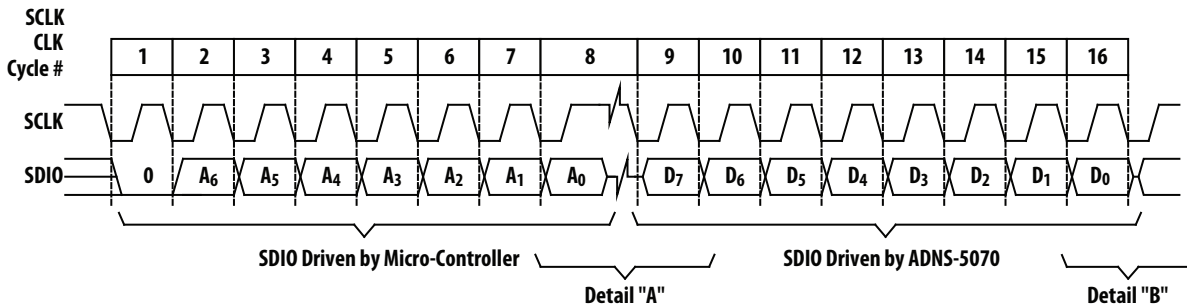 SCLK
CLK
Cycle #
1 2 3 4 5 6 7 8 9 10 11 12 13 14 15 16
SCLK
SDIO 0 A6 A5 A4 A3 A2 A1 A0 D7 D6 D5 D4 D3 D2 D1 D0
SDIO Driven by Micro-Controller SDIO Driven by ADNS-5070
Detail "A" Detail "B"